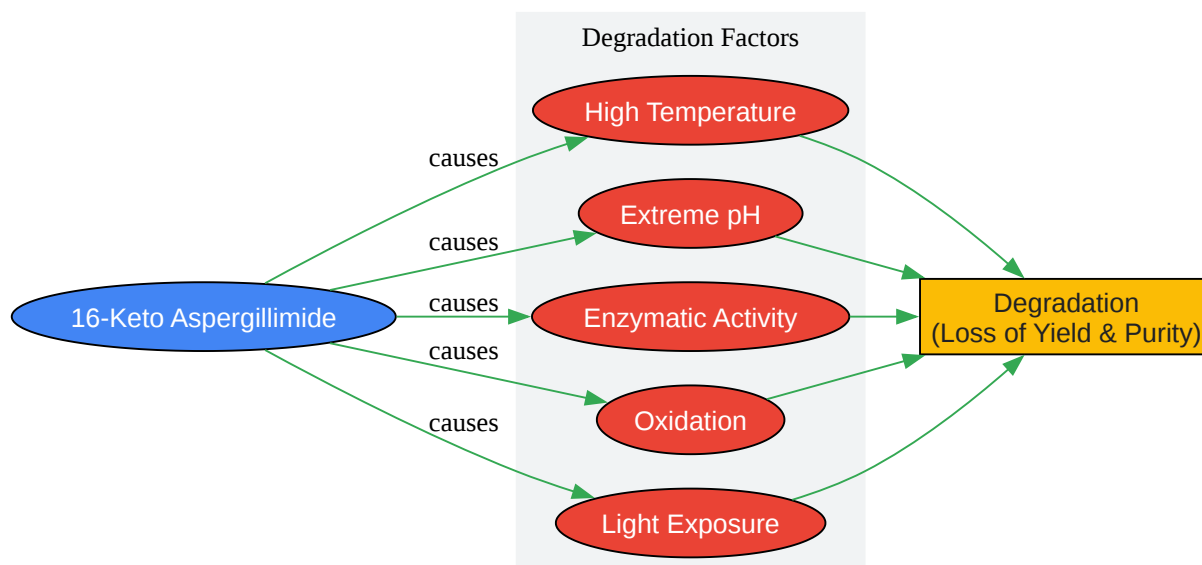 Degradation Factors
High Temperature
causes
Extreme pH
causes
16-Keto Aspergillimide
causes
Enzymatic Activity
Degradation
(Loss of Yield & Purity)
causes
Oxidation
causes
Light Exposure